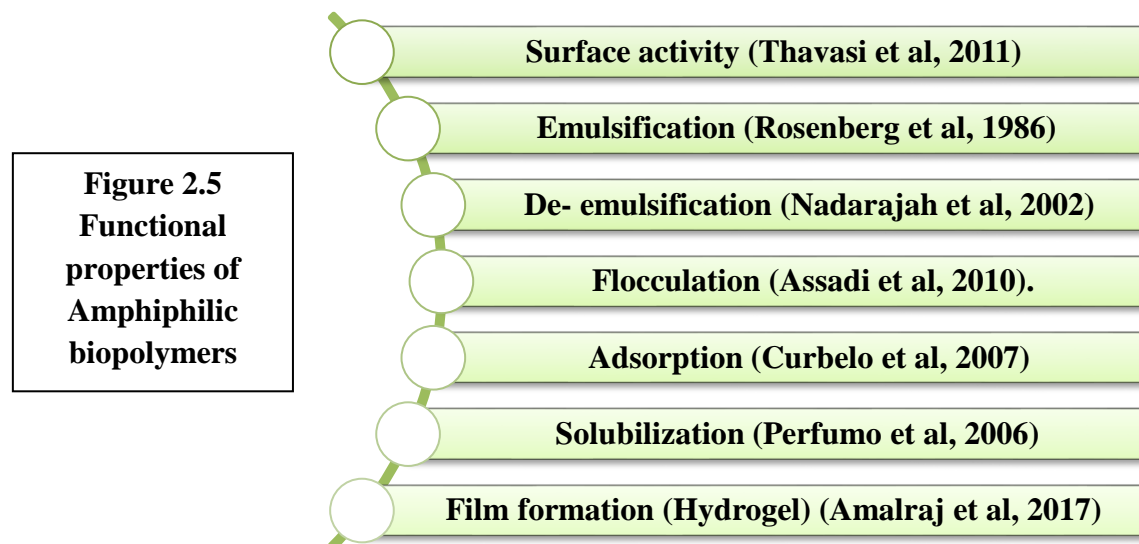 Figure 2.5
Functional
properties of
Amphiphilic
biopolymers
Surface activity (Thavasi et al, 2011)
Emulsification (Rosenberg et al, 1986)
De- emulsification (Nadarajah et al, 2002)
Flocculation (Assadi et al, 2010).
Adsorption (Curbelo et al, 2007)
Solubilization (Perfumo et al, 2006)
Film formation (Hydrogel) (Amalraj et al, 2017)